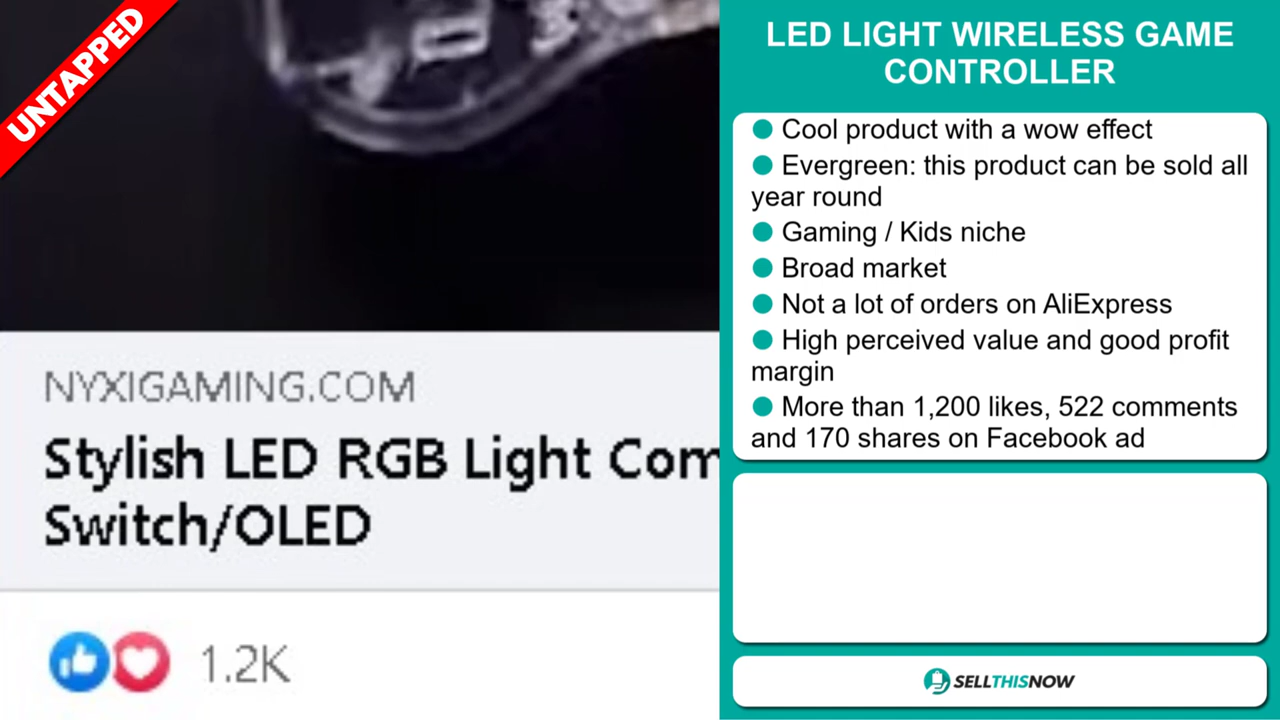 UNTAPPED
NYXIGAMING.COM
Stylish LED RGB Light Com
Switch/OLED
1.2K
LED LIGHT WIRELESS GAME
CONTROLLER
● Cool product with a wow effect
● Evergreen: this product can be sold all
year round
● Gaming / Kids niche
● Broad market
● Not a lot of orders on AliExpress
● High perceived value and good profit
margin
● More than 1,200 likes, 522 comments
and 170 shares on Facebook ad
SELLTHISNOW